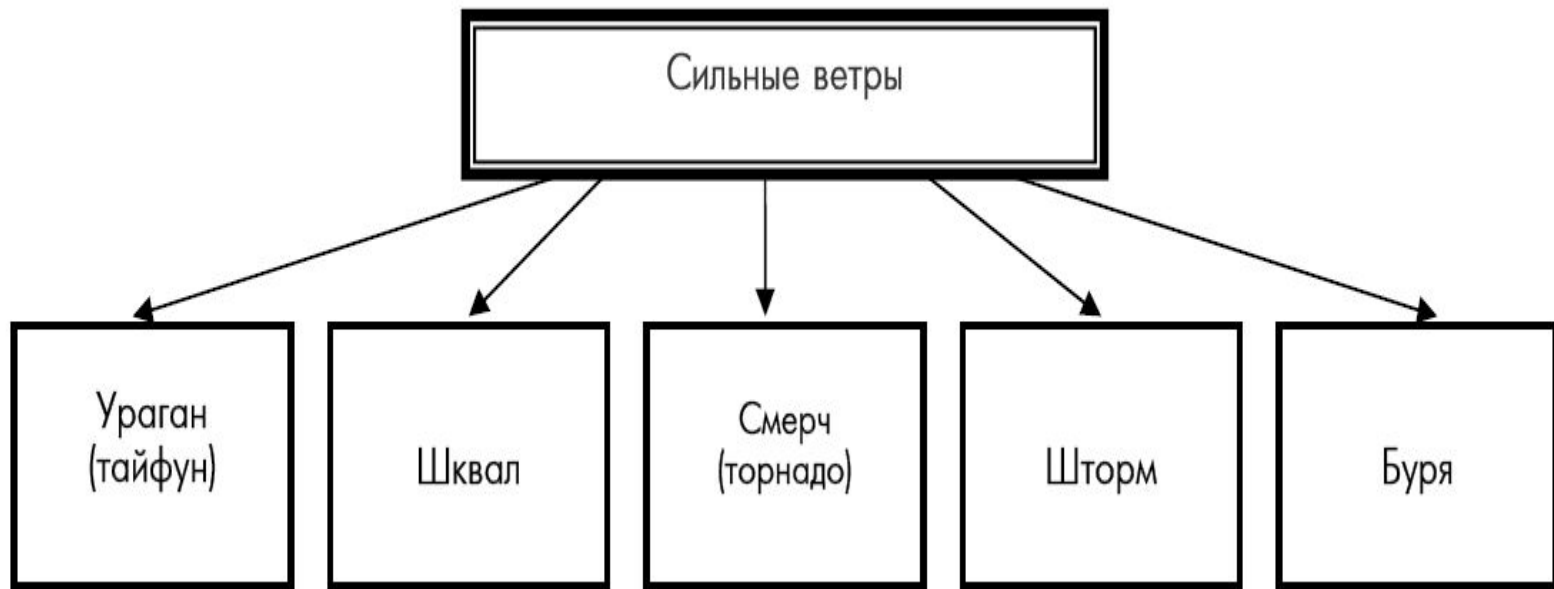 Сильные ветры
Ураган
(тайфун)
Шквал
Смерч
(торнадо)
Шторм
Буря